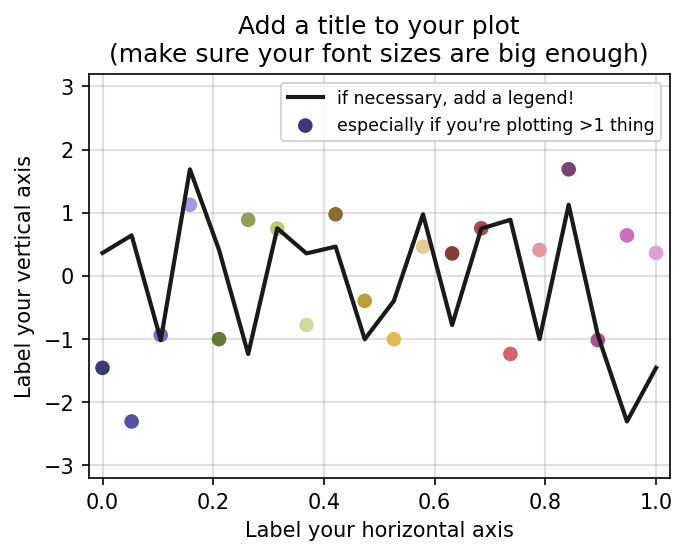 Add a title to your plot
(make sure your font sizes are big enough)
if necessary, add a legend!
especially if you're plotting >1 thing
Label your vertical axis
3
2
1
0
−1
−2
−3
0.0 0.2 0.4 0.6 0.8 1.0
Label your horizontal axis